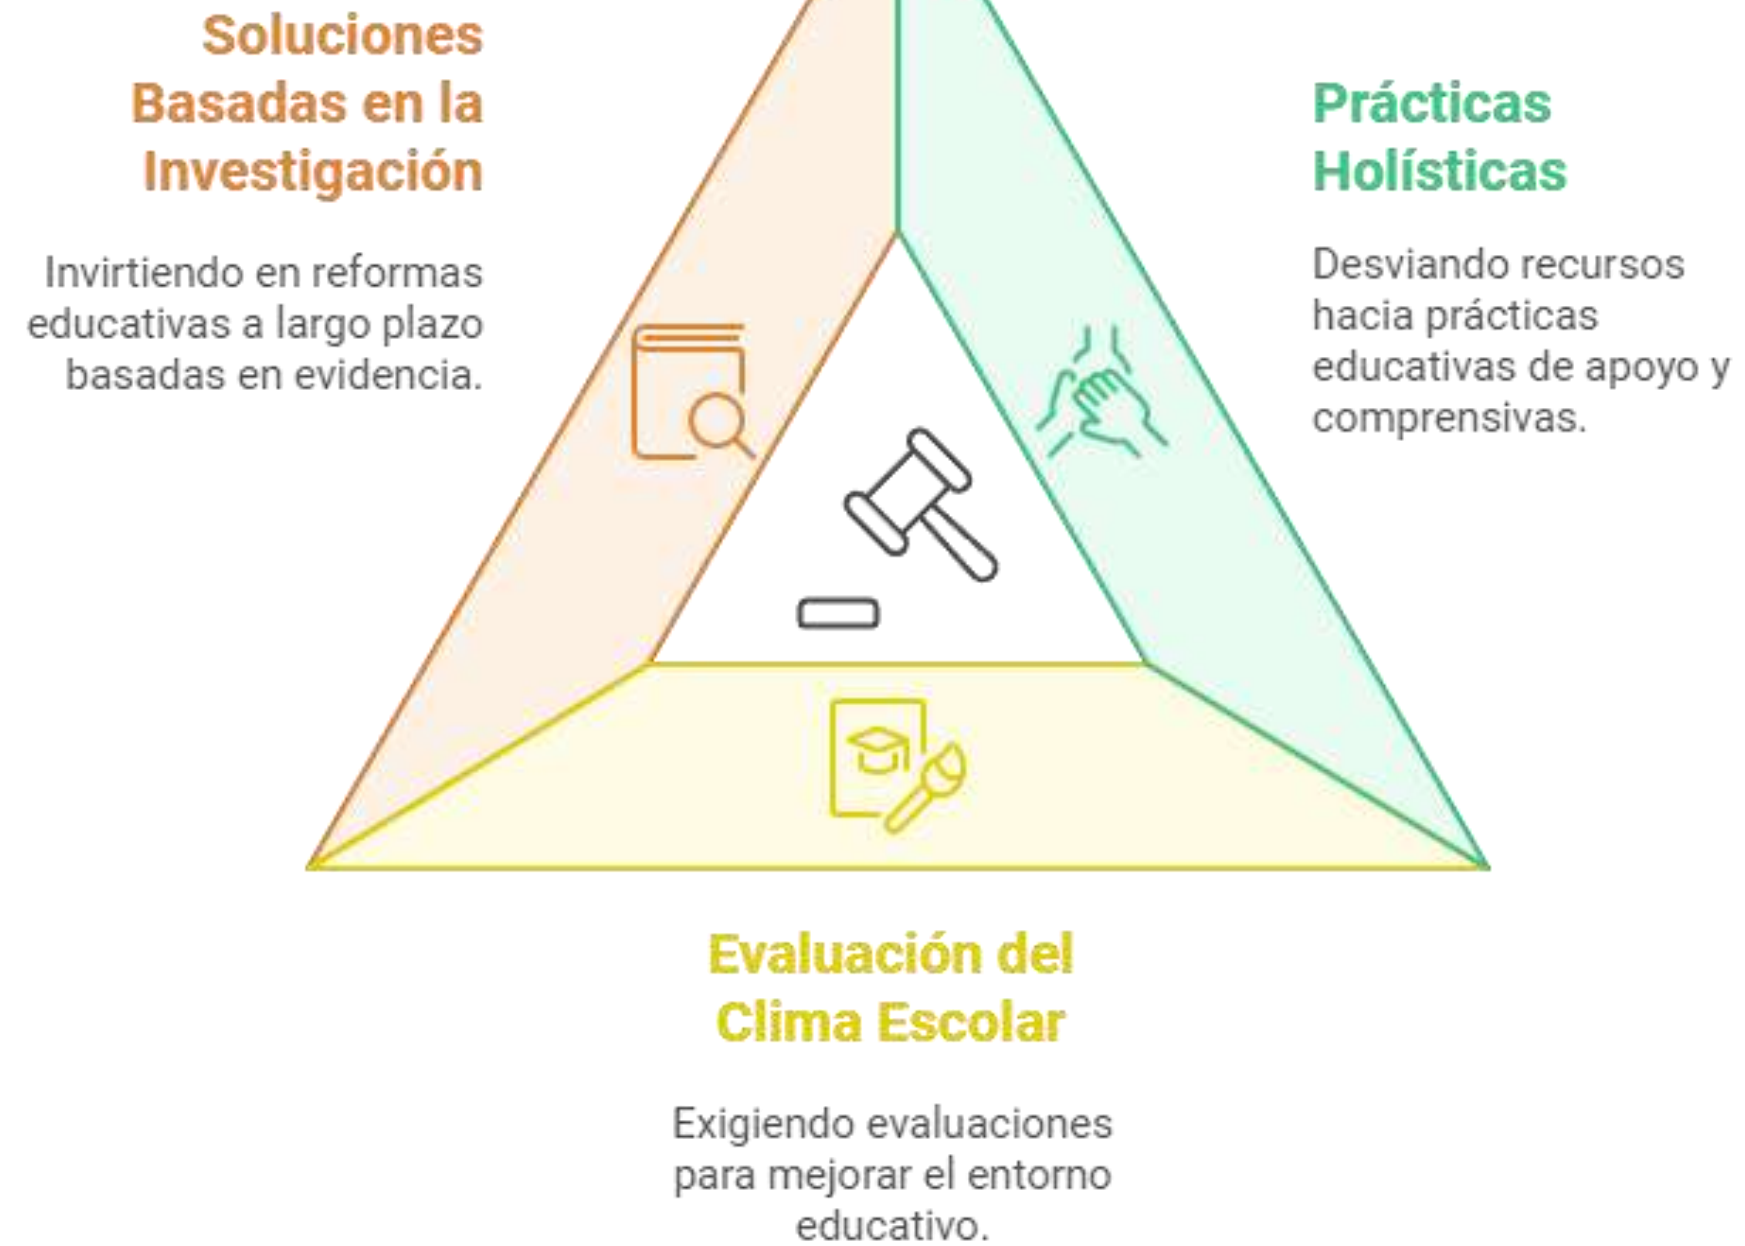 Soluciones
Basadas en la
Investigación
Invirtiendo en reformas
educativas a largo plazo
basadas en evidencia.
Prácticas
Holísticas
Desviando recursos
hacia prácticas
educativas de apoyo y
comprensivas.
Evaluación del
Clima Escolar
Exigiendo evaluaciones
para mejorar el entorno
educativo.